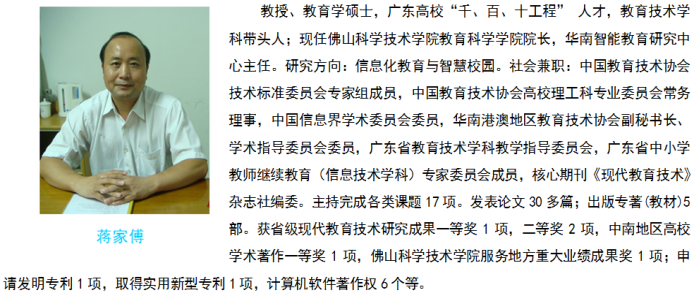 教授、教育学硕士，广东高校“千、百、十工程” 人才，教育技术学
科带头人；现任佛山科学技术学院教育科学学院院长，华南智能教育研究中
心主任。研究方向：信息化教育与智慧校园。社会兼职：中国教育技术协会
技术标准委员会专家组成员，中国教育技术协会高校理工科专业委员会常务
理事，中国信息界学术委员会委员，华南港澳地区教育技术协会副秘书长、
学术指导委员会委员，广东省教育技术学科教学指导委员会，广东省中小学
教师继续教育（信息技术学科）专家委员会成员，核心期刊《现代教育技术》
杂志社编委。主持完成各类课题 17 项。发表论文 30 多篇；出版专著(教材)5
部。获省级现代教育技术研究成果一等奖 1 项，二等奖 2 项，中南地区高校
学术著作一等奖 1 项，佛山科学技术学院服务地方重大业绩成果奖 1 项；申
请发明专利 1 项，取得实用新型专利 1 项，计算机软件著作权 6 个等。
蒋家傅